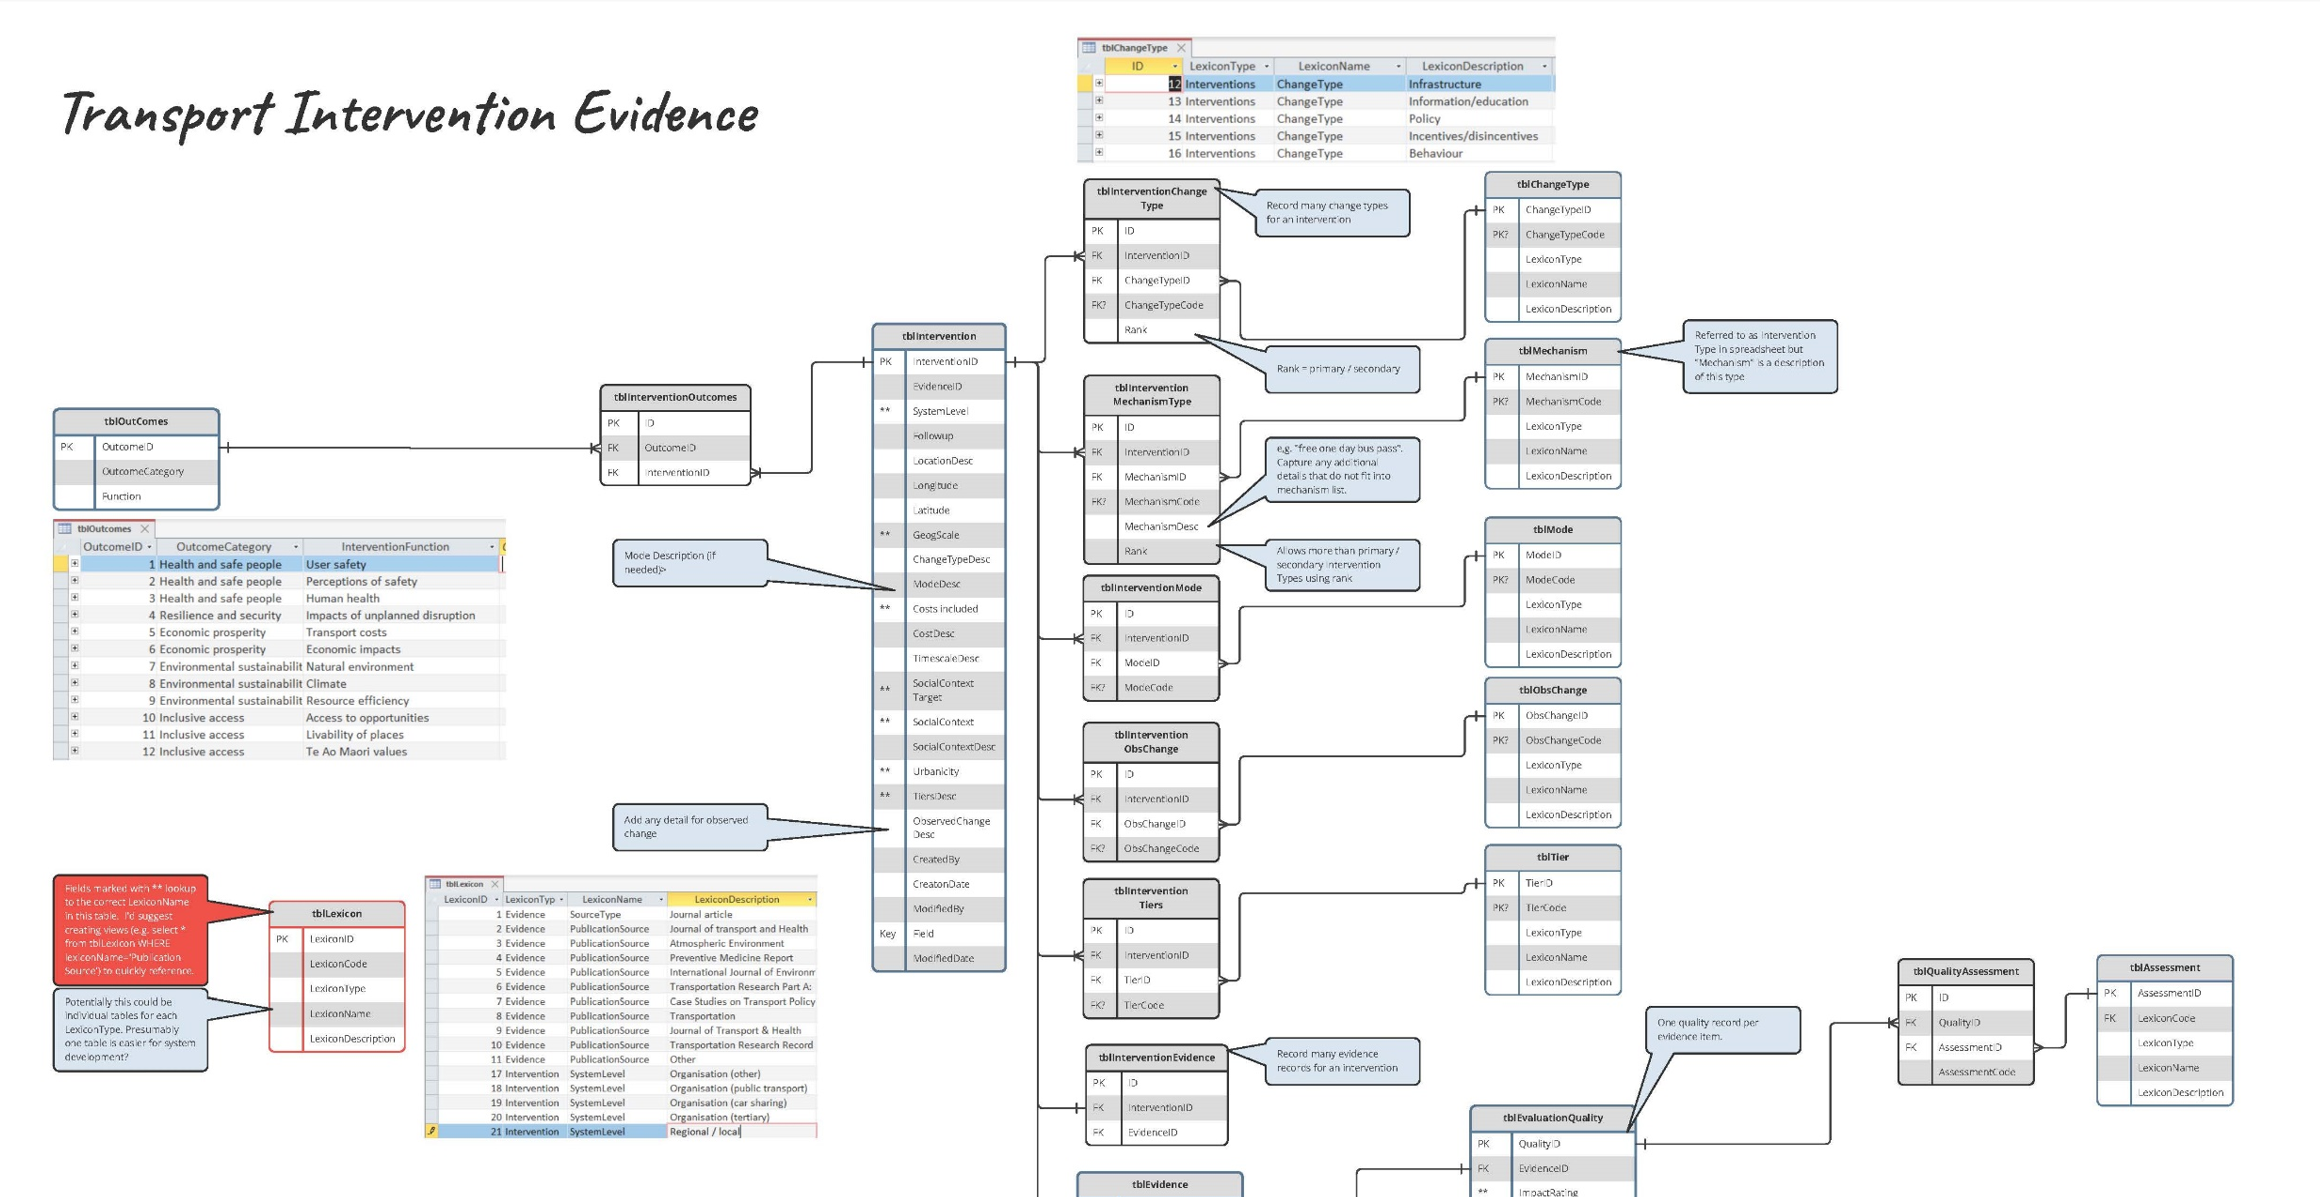 Transport Intervention Evidence
tblChangeType
ID LexiconType LexiconName LexiconDescription
12 Interventions ChangeType Infrastructure
13 Interventions ChangeType Information/education
14 Interventions ChangeType Policy
15 Interventions ChangeType Incentives/disincentives
16 Interventions ChangeType Behaviour
tblInterventionChange
Type
PK ID
FK InterventionID
FK ChangeTypeID
FK? ChangeTypeCode
Rank
Record many change types
for an intervention
Rank = primary / secondary
tblChangeType
PK ChangeTypeID
PK? ChangeTypeCode
LexiconType
LexiconName
LexiconDescription
tblOutComes
PK OutcomeID
OutcomeCategory
Function
tblInterventionOutcomes
PK ID
FK OutcomeID
FK InterventionID
tblIntervention
PK InterventionID
EvidenceID
** SystemLevel
Followup
LocationDesc
Longitude
Latitude
** GeogScale
ChangeTypeDesc
ModeDesc
** Costs included
CostDesc
TimescaleDesc
** SocialContext
Target
** SocialContext
SocialContextDesc
** Urbanicity
** TiersDesc
ObservedChange
Desc
CreatedBy
CreatonDate
ModifiedBy
Key Field
ModifiedDate
tblIntervention
MechanismType
PK ID
FK InterventionID
FK MechanismID
FK? MechanismCode
MechanismDesc
Rank
e.g. "free one day bus pass".
Capture any additional
details that do not fit into
mechanism list.
Allows more than primary /
secondary Intervention
Types using rank
tblMechanism
PK MechanismID
PK? MechanismCode
LexiconType
LexiconName
LexiconDescription
Referred to as Intervention
Type in spreadsheet but
"Mechanism" is a description
of this type
tblOutcomes
OutcomeID OutcomeCategory InterventionFunction
1 Health and safe people User safety
2 Health and safe people Perceptions of safety
3 Health and safe people Human health
4 Resilience and security Impacts of unplanned disruption
5 Economic prosperity Transport costs
6 Economic prosperity Economic impacts
7 Environmental sustainabilit Natural environment
8 Environmental sustainabilit Climate
9 Environmental sustainabilit Resource efficiency
10 Inclusive access Access to opportunities
11 Inclusive access Livability of places
12 Inclusive access Te Ao Maori values
Mode Description (if
needed)>
Add any detail for observed
change
tblInterventionMode
PK ID
FK InterventionID
FK ModeID
FK? ModeCode
tblMode
PK ModeID
PK? ModeCode
LexiconType
LexiconName
LexiconDescription
tblIntervention
ObsChange
PK ID
FK InterventionID
FK ObsChangeID
FK? ObsChangeCode
tblObsChange
PK ObsChangeID
PK? ObsChangeCode
LexiconType
LexiconName
LexiconDescription
tblIntervention
Tiers
PK ID
FK InterventionID
FK TierID
FK? TierCode
tblTier
PK TierID
PK? TierCode
LexiconType
LexiconName
LexiconDescription
Fields marked with ** lookup
to the correct LexiconName
in this table. I'd suggest
creating views (e.g. select *
from tblLexicon WHERE
lexiconName='Publication
Source') to quickly reference.
Potentially this could be
individual tables for each
LexiconType. Presumably
one table is easier for system
development?
tblLexicon
PK LexiconID
LexiconCode
LexiconType
LexiconName
LexiconDescription
tblLexicon
LexiconID LexiconTyp LexiconName LexiconDescription
1 Evidence SourceType Journal article
2 Evidence PublicationSource Journal of transport and Health
3 Evidence PublicationSource Atmospheric Environment
4 Evidence PublicationSource Preventive Medicine Report
5 Evidence PublicationSource International Journal of Environm
6 Evidence PublicationSource Transportation Research Part A:
7 Evidence PublicationSource Case Studies on Transport Policy
8 Evidence PublicationSource Transportation
9 Evidence PublicationSource Journal of Transport & Health
10 Evidence PublicationSource Transportation Research Record
11 Evidence PublicationSource Other
17 Intervention SystemLevel Organisation (other)
18 Intervention SystemLevel Organisation (public transport)
19 Intervention SystemLevel Organisation (car sharing)
20 Intervention SystemLevel Organisation (tertiary)
21 Intervention SystemLevel Regional / local
tblInterventionEvidence
PK ID
FK InterventionID
FK EvidenceID
Record many evidence
records for an intervention
tblEvidence
One quality record per
evidence item.
tblEvaluationQuality
PK QualityID
FK EvidenceID
** ImpactRating
tblQualityAssessment
PK ID
FK QualityID
FK AssessmentID
AssessmentCode
tblAssessment
PK AssessmentID
FK LexiconCode
LexiconType
LexiconName
LexiconDescription